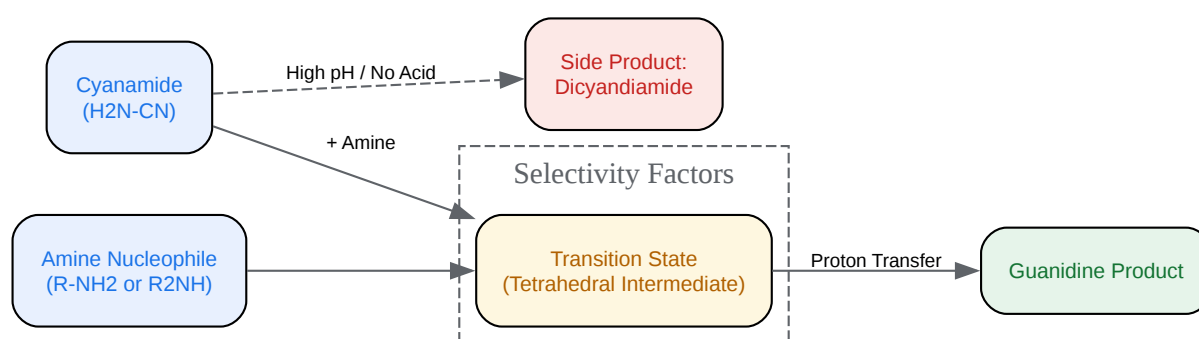 Cyanamide
(H2N-CN)
High pH / No Acid
Side Product:
Dicyandiamide
+ Amine
Selectivity Factors
Amine Nucleophile
(R-NH2 or R2NH)
Transition State
(Tetrahedral Intermediate)
Proton Transfer
Guanidine Product